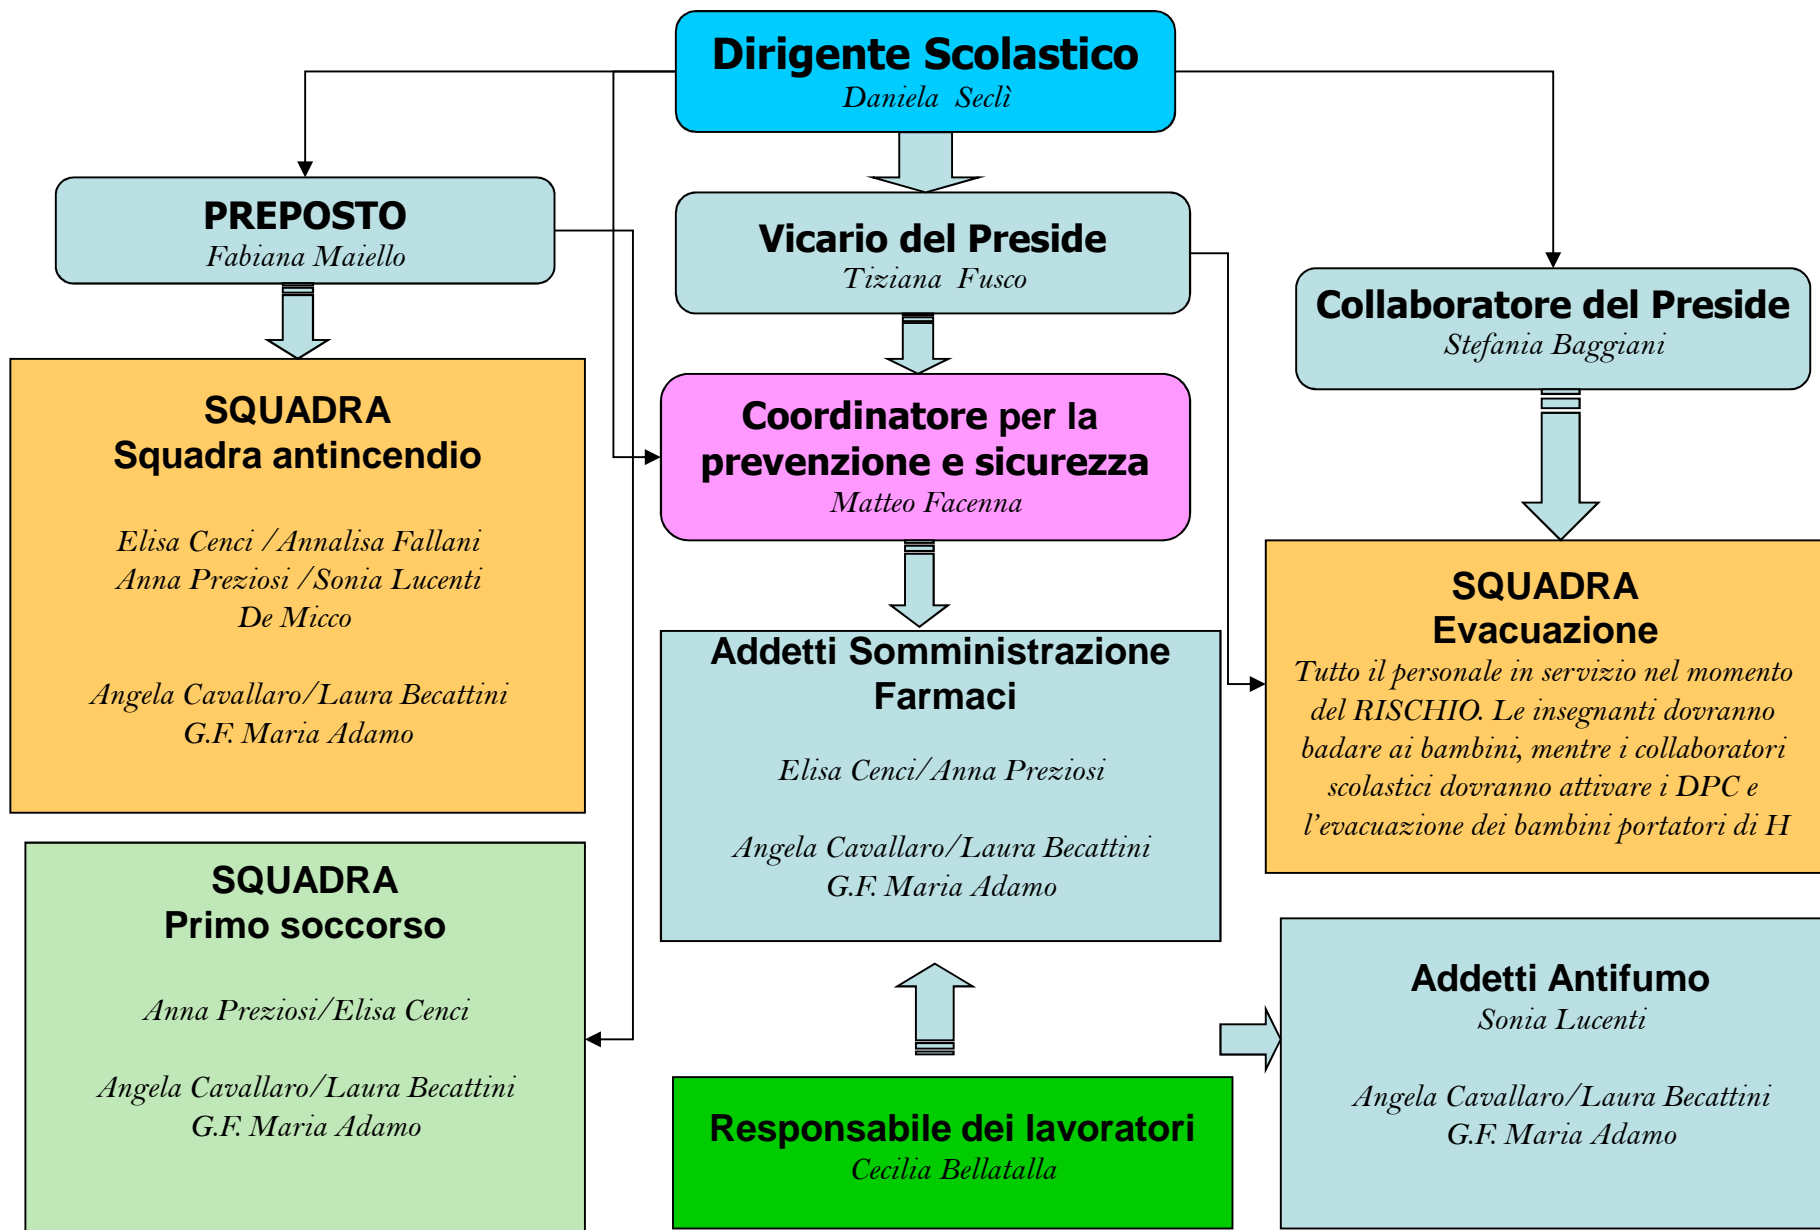 Dirigente Scolastico
Daniela Seclì
PREPOSTO
Fabiana Maiello
Vicario del Preside
Tiziana Fusco
Collaboratore del Preside
Stefania Baggiani
SQUADRA
Squadra antincendio
Elisa Cenci /Annalisa Fallani
Anna Preziosi /Sonia Lucenti
De Micco
Angela Cavallaro/Laura Becattini
G.F. Maria Adamo
Coordinatore per la
prevenzione e sicurezza
Matteo Facenna
SQUADRA
Evacuazione
Tutto il personale in servizio nel momento
del RISCHIO. Le insegnanti dovranno
badare ai bambini, mentre i collaboratori
scolastici dovranno attivare i DPC e
l’evacuazione dei bambini portatori di H
Addetti Somministrazione
Farmaci
Elisa Cenci/Anna Preziosi
Angela Cavallaro/Laura Becattini
G.F. Maria Adamo
SQUADRA
Primo soccorso
Anna Preziosi/Elisa Cenci
Angela Cavallaro/Laura Becattini
G.F. Maria Adamo
Addetti Antifumo
Sonia Lucenti
Angela Cavallaro/Laura Becattini
G.F. Maria Adamo
Responsabile dei lavoratori
Cecilia Bellatalla